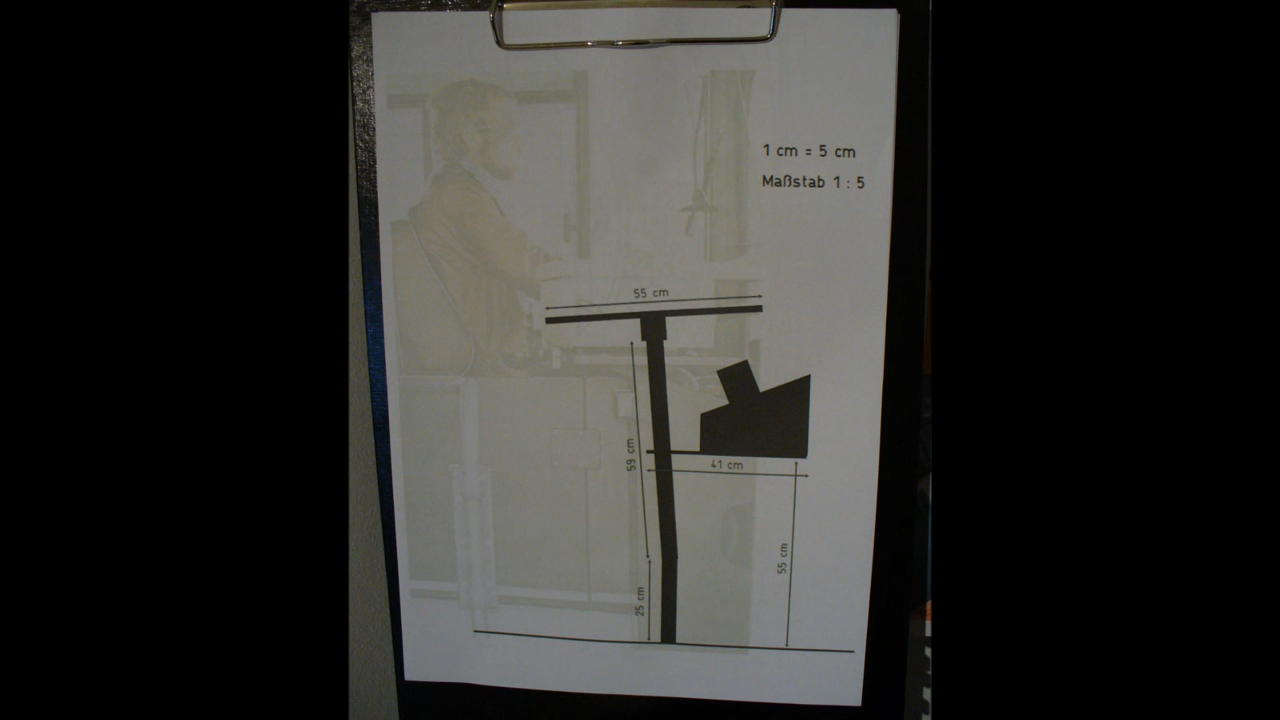 1 cm = 5 cm
Maßstab 1 : 5
55 cm
59 cm
41 cm
55 cm
25 cm